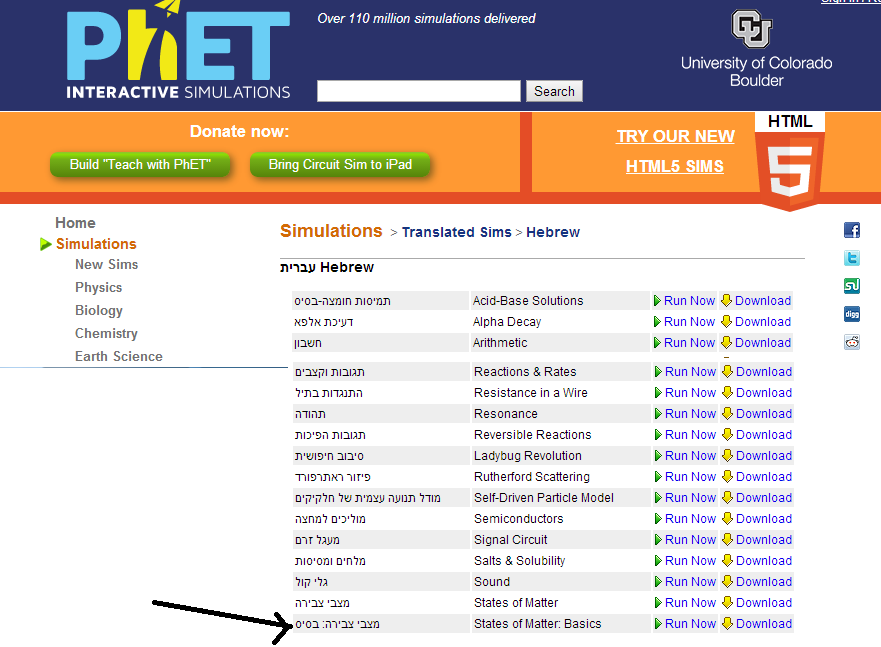 Over 110 million simulations delivered
PhET
INTERACTIVE SIMULATIONS
Search
CU
University of Colorado
Boulder
Donate now:
Build "Teach with PhET"
Bring Circuit Sim to iPad
TRY OUR NEW
HTML5 SIMS
HTML
5
Home
Simulations
New Sims
Physics
Biology
Chemistry
Earth Science
Simulations > Translated Sims > Hebrew
עברית Hebrew
תמיסות חומצה-בסיס Acid-Base Solutions Run Now Download
דעיכת אלפא Alpha Decay Run Now Download
חשבון Arithmetic Run Now Download
תגובות וקצבים Reactions & Rates Run Now Download
התנגדות בתיל Resistance in a Wire Run Now Download
תהודה Resonance Run Now Download
תגובות הפיכות Reversible Reactions Run Now Download
סיבוב חיפושית Ladybug Revolution Run Now Download
פיזור ראתרפורד Rutherford Scattering Run Now Download
מודל תנועה עצמית של חלקיקים Self-Driven Particle Model Run Now Download
מוליכים למחצה Semiconductors Run Now Download
מעגל זרם Signal Circuit Run Now Download
מלחים ומסיסות Salts & Solubility Run Now Download
גלי קול Sound Run Now Download
מצבי צבירה States of Matter Run Now Download
מצבי צבירה: בסיס States of Matter: Basics Run Now Download
f
t
digg